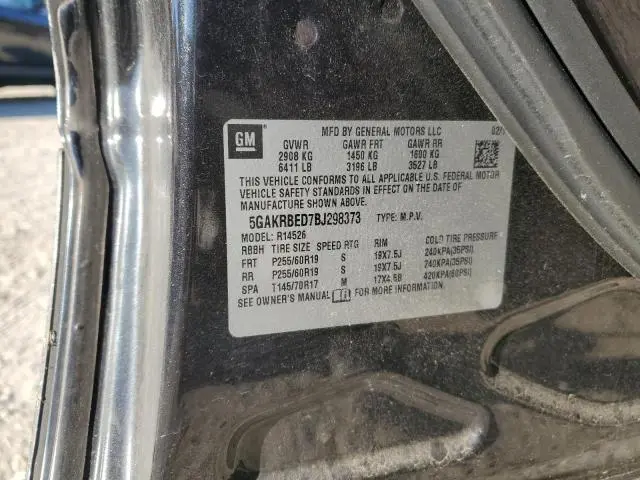 GM
MFD BY GENERAL MOTORS LLC 02/
GVWR GAWR FRT GAWR RR
2908 KG 1450 KG 1600 KG
6411 LB 3196 LB 3527 LB
THIS VEHICLE CONFORMS TO ALL APPLICABLE U.S. FEDERAL MOTOR
VEHICLE SAFETY STANDARDS IN EFFECT ON THE DATE OF
MANUFACTURE SHOWN ABOVE.
5GAKRBED7BJ298373 TYPE: M.P.V.
MODEL: R14526
RBBH TIRE SIZE SPEED RTG RIM COLD TIRE PRESSURE
FRT P255/60R19 S 19X7.5J 240KPA(35PSI)
RR P255/60R19 S 19X7.5J 240KPA(35PSI)
SPA T145/70R17 M 17X4.5B 420KPA(60PSI)
SEE OWNER'S MANUAL FOR MORE INFORMATION.